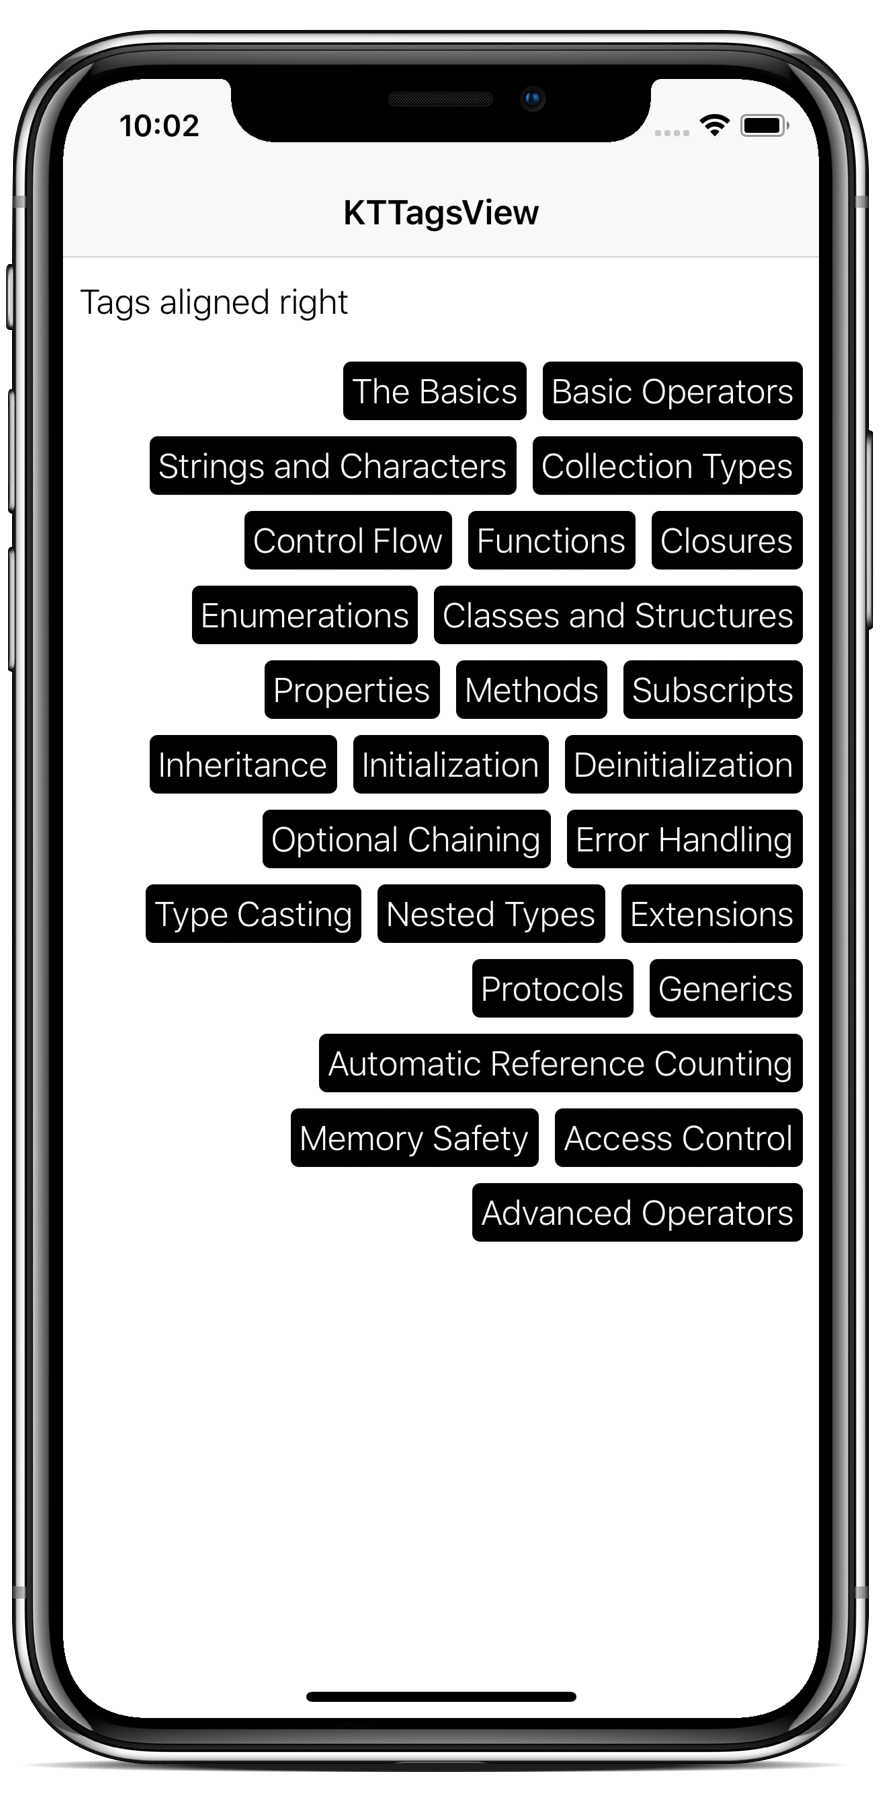 10:02
KTTagsView
Tags aligned right
The Basics Basic Operators
Strings and Characters Collection Types
Control Flow Functions Closures
Enumerations Classes and Structures
Properties Methods Subscripts
Inheritance Initialization Deinitialization
Optional Chaining Error Handling
Type Casting Nested Types Extensions
Protocols Generics
Automatic Reference Counting
Memory Safety Access Control
Advanced Operators